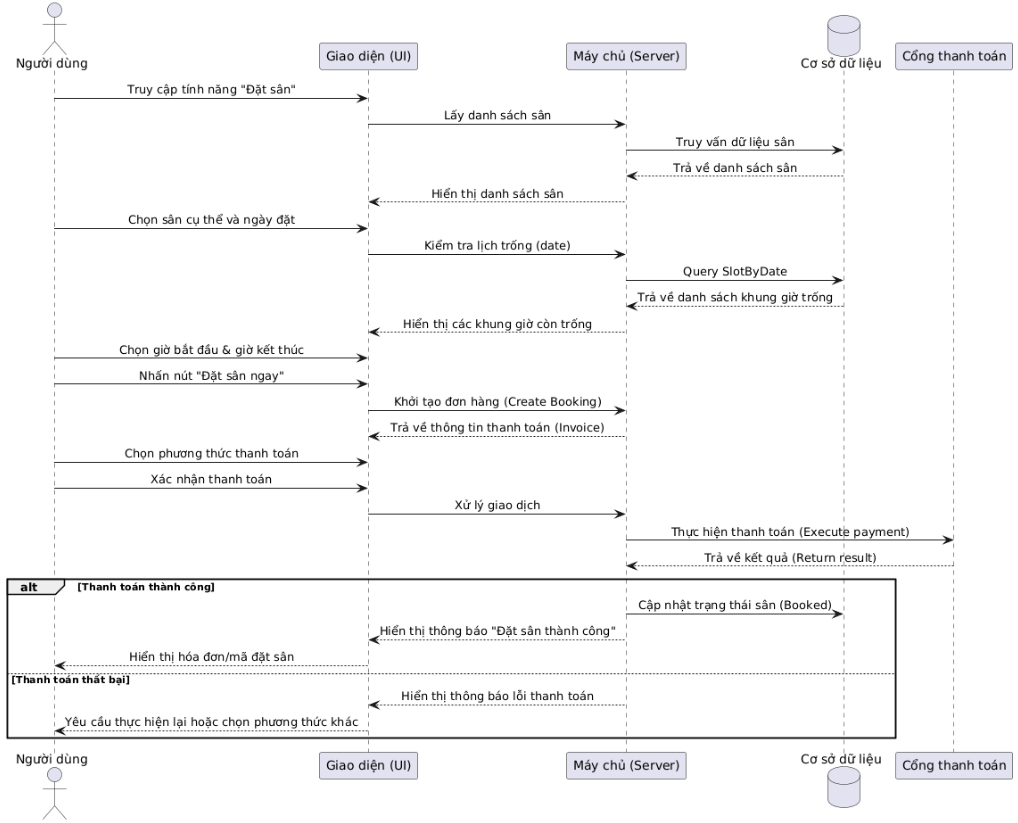 Người dùng
Giao diện (UI)
Máy chủ (Server)
Cơ sở dữ liệu
Cổng thanh toán
Truy cập tính năng "Đặt sân"
Lấy danh sách sân
Truy vấn dữ liệu sân
Trả về danh sách sân
Hiển thị danh sách sân
Chọn sân cụ thể và ngày đặt
Kiểm tra lịch trống (date)
Query SlotByDate
Trả về danh sách khung giờ trống
Hiển thị các khung giờ còn trống
Chọn giờ bắt đầu & giờ kết thúc
Nhấn nút "Đặt sân ngay"
Khởi tạo đơn hàng (Create Booking)
Trả về thông tin thanh toán (Invoice)
Chọn phương thức thanh toán
Xác nhận thanh toán
Xử lý giao dịch
Thực hiện thanh toán (Execute payment)
Trả về kết quả (Return result)
alt [Thanh toán thành công]
Cập nhật trạng thái sân (Booked)
Hiển thị thông báo "Đặt sân thành công"
Hiển thị hóa đơn/mã đặt sân
[Thanh toán thất bại]
Hiển thị thông báo lỗi thanh toán
Yêu cầu thực hiện lại hoặc chọn phương thức khác
Người dùng
Giao diện (UI)
Máy chủ (Server)
Cơ sở dữ liệu
Cổng thanh toán